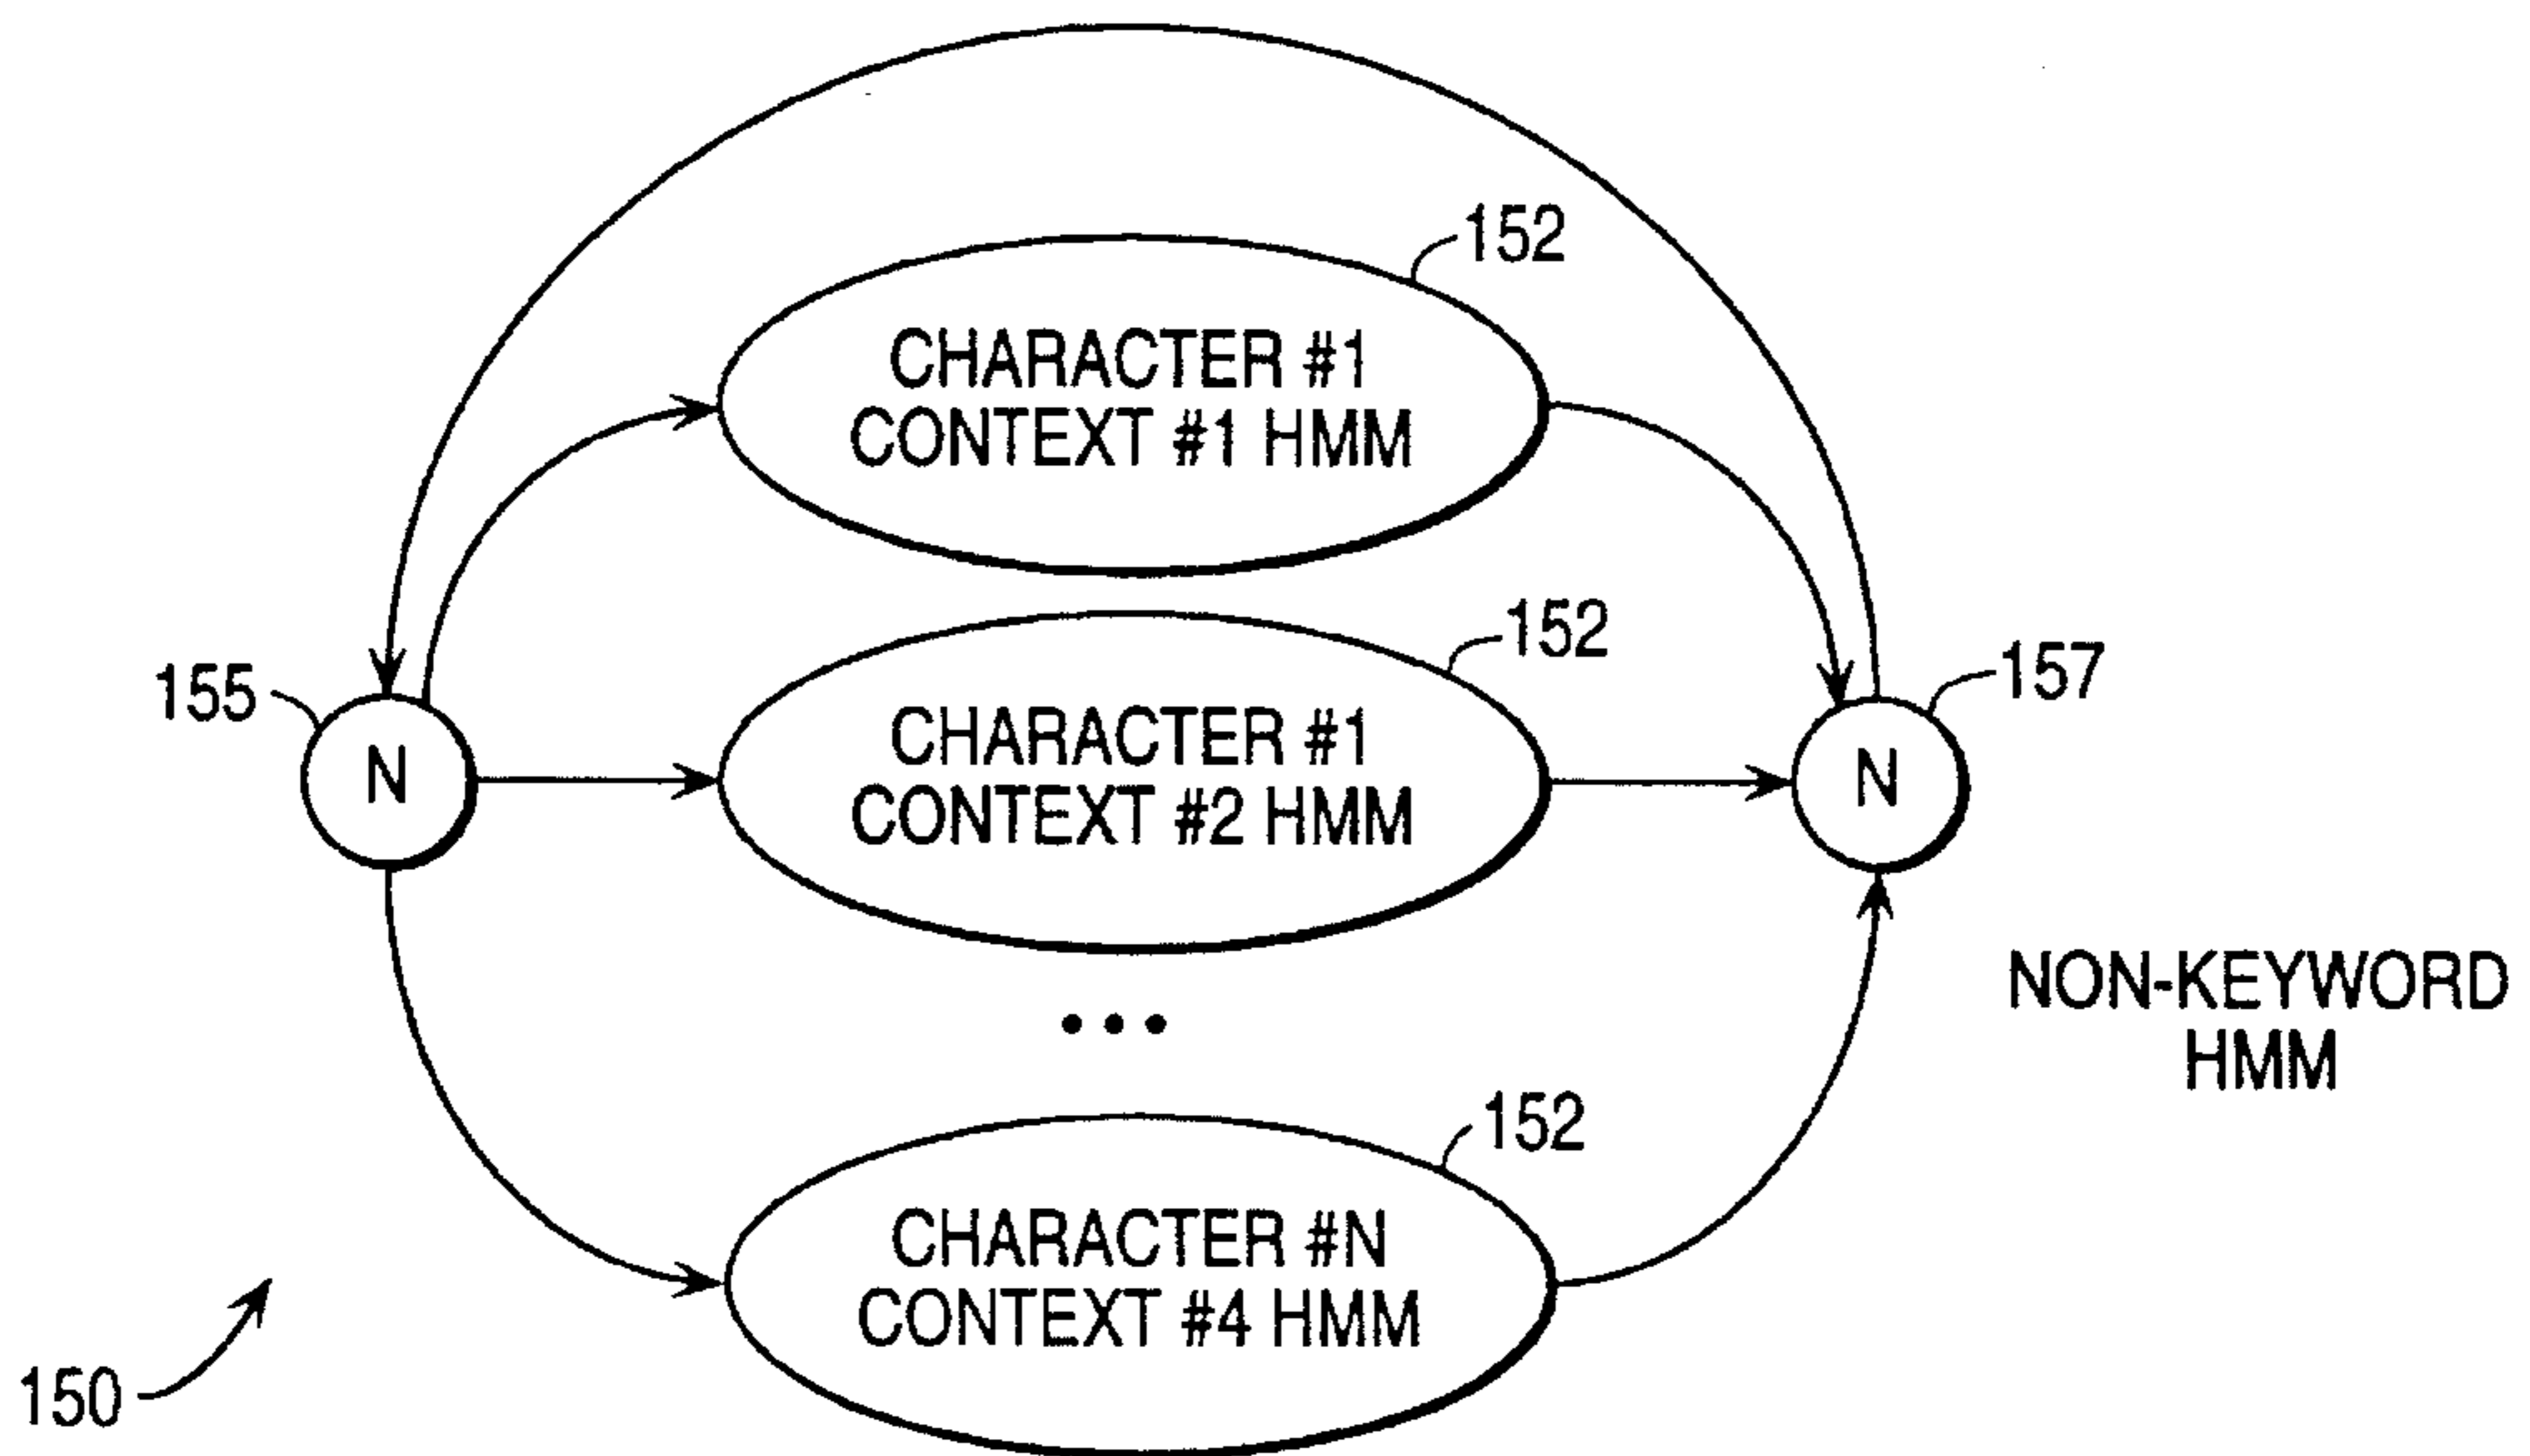 152
CHARACTER #1
CONTEXT #1 HMM
152
155
N
CHARACTER #1
CONTEXT #2 HMM
157
N
NON-KEYWORD
HMM
•••
152
CHARACTER #N
CONTEXT #4 HMM
150